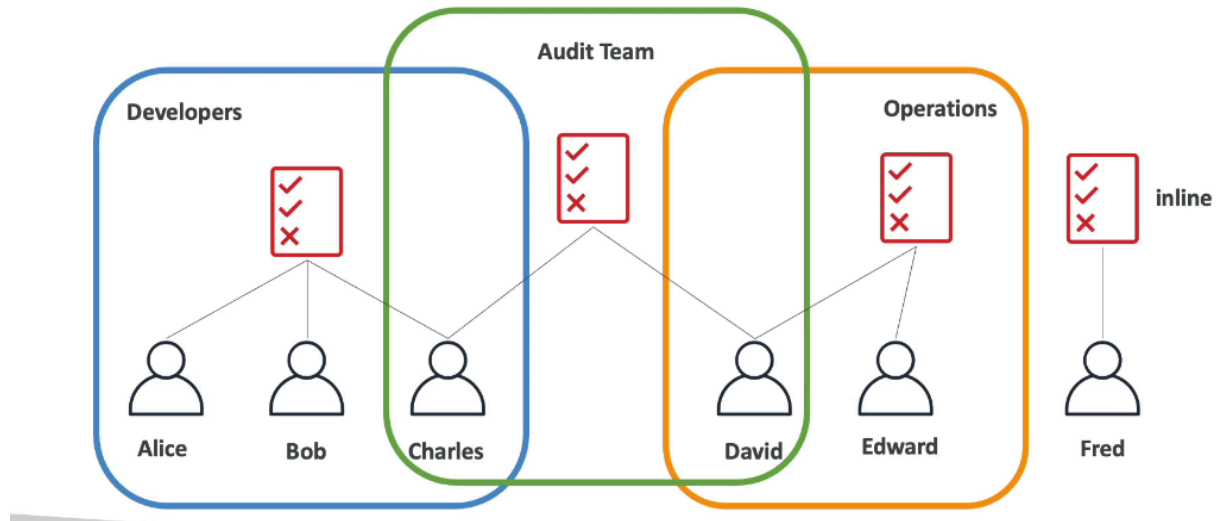 Audit Team
Developers
Operations
inline
Alice
Bob
Charles
David
Edward
Fred